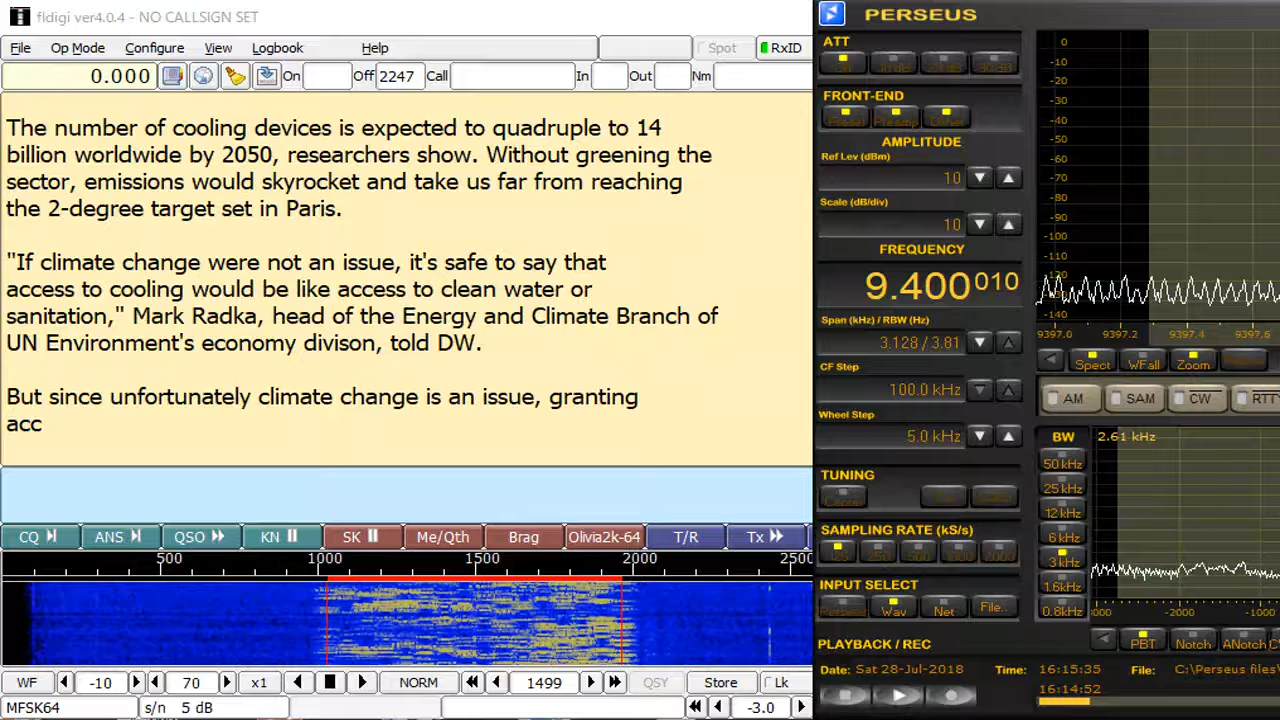 fldigi ver4.0.4 - NO CALLSIGN SET
File Op Mode Configure View Logbook Help Spot RxID
0.000 On Off 2247 Call In Out Nm
The number of cooling devices is expected to quadruple to 14
billion worldwide by 2050, researchers show. Without greening the
sector, emissions would skyrocket and take us far from reaching
the 2-degree target set in Paris.
"If climate change were not an issue, it's safe to say that
access to cooling would be like access to clean water or
sanitation," Mark Radka, head of the Energy and Climate Branch of
UN Environment's economy divison, told DW.
But since unfortunately climate change is an issue, granting
acc
CQ ANS QSO KN SK Me/Qth Brag Olivia2k-64 T/R Tx
500 1000 1500 2000 2500
WF -10 70 x1 NORM 1499 QSY Store Lk
MFSK64 s/n 5 dB -3.0
PERSEUS
ATT
FRONT-END
Presel Preamp Dither
AMPLITUDE
Ref Lev (dBm)
10
Scale (dB/div)
10
FREQUENCY
9.400010
Span (kHz) / RBW (Hz)
3.128 / 3.81
CF Step
100.0 kHz
Wheel Step
5.0 kHz
TUNING
Center
SAMPLING RATE (kS/s)
INPUT SELECT
Perseus Wav Net File..
PLAYBACK / REC
Date: Sat 28-Jul-2018 Time: 16:15:35 File: C:\Perseus files\
16:14:52
0
-10
-20
-30
-40
-50
-60
-70
-80
-90
-100
-110
-120
-130
-140
9397.0 9397.2 9397.4 9397.6
Spect WFall Zoom
AM SAM CW RTT
BW 2.61 kHz
50 kHz
25 kHz
12 kHz
6 kHz
3 kHz
1.6kHz
0.8kHz
-2000 -1000
PBT Notch ANotch